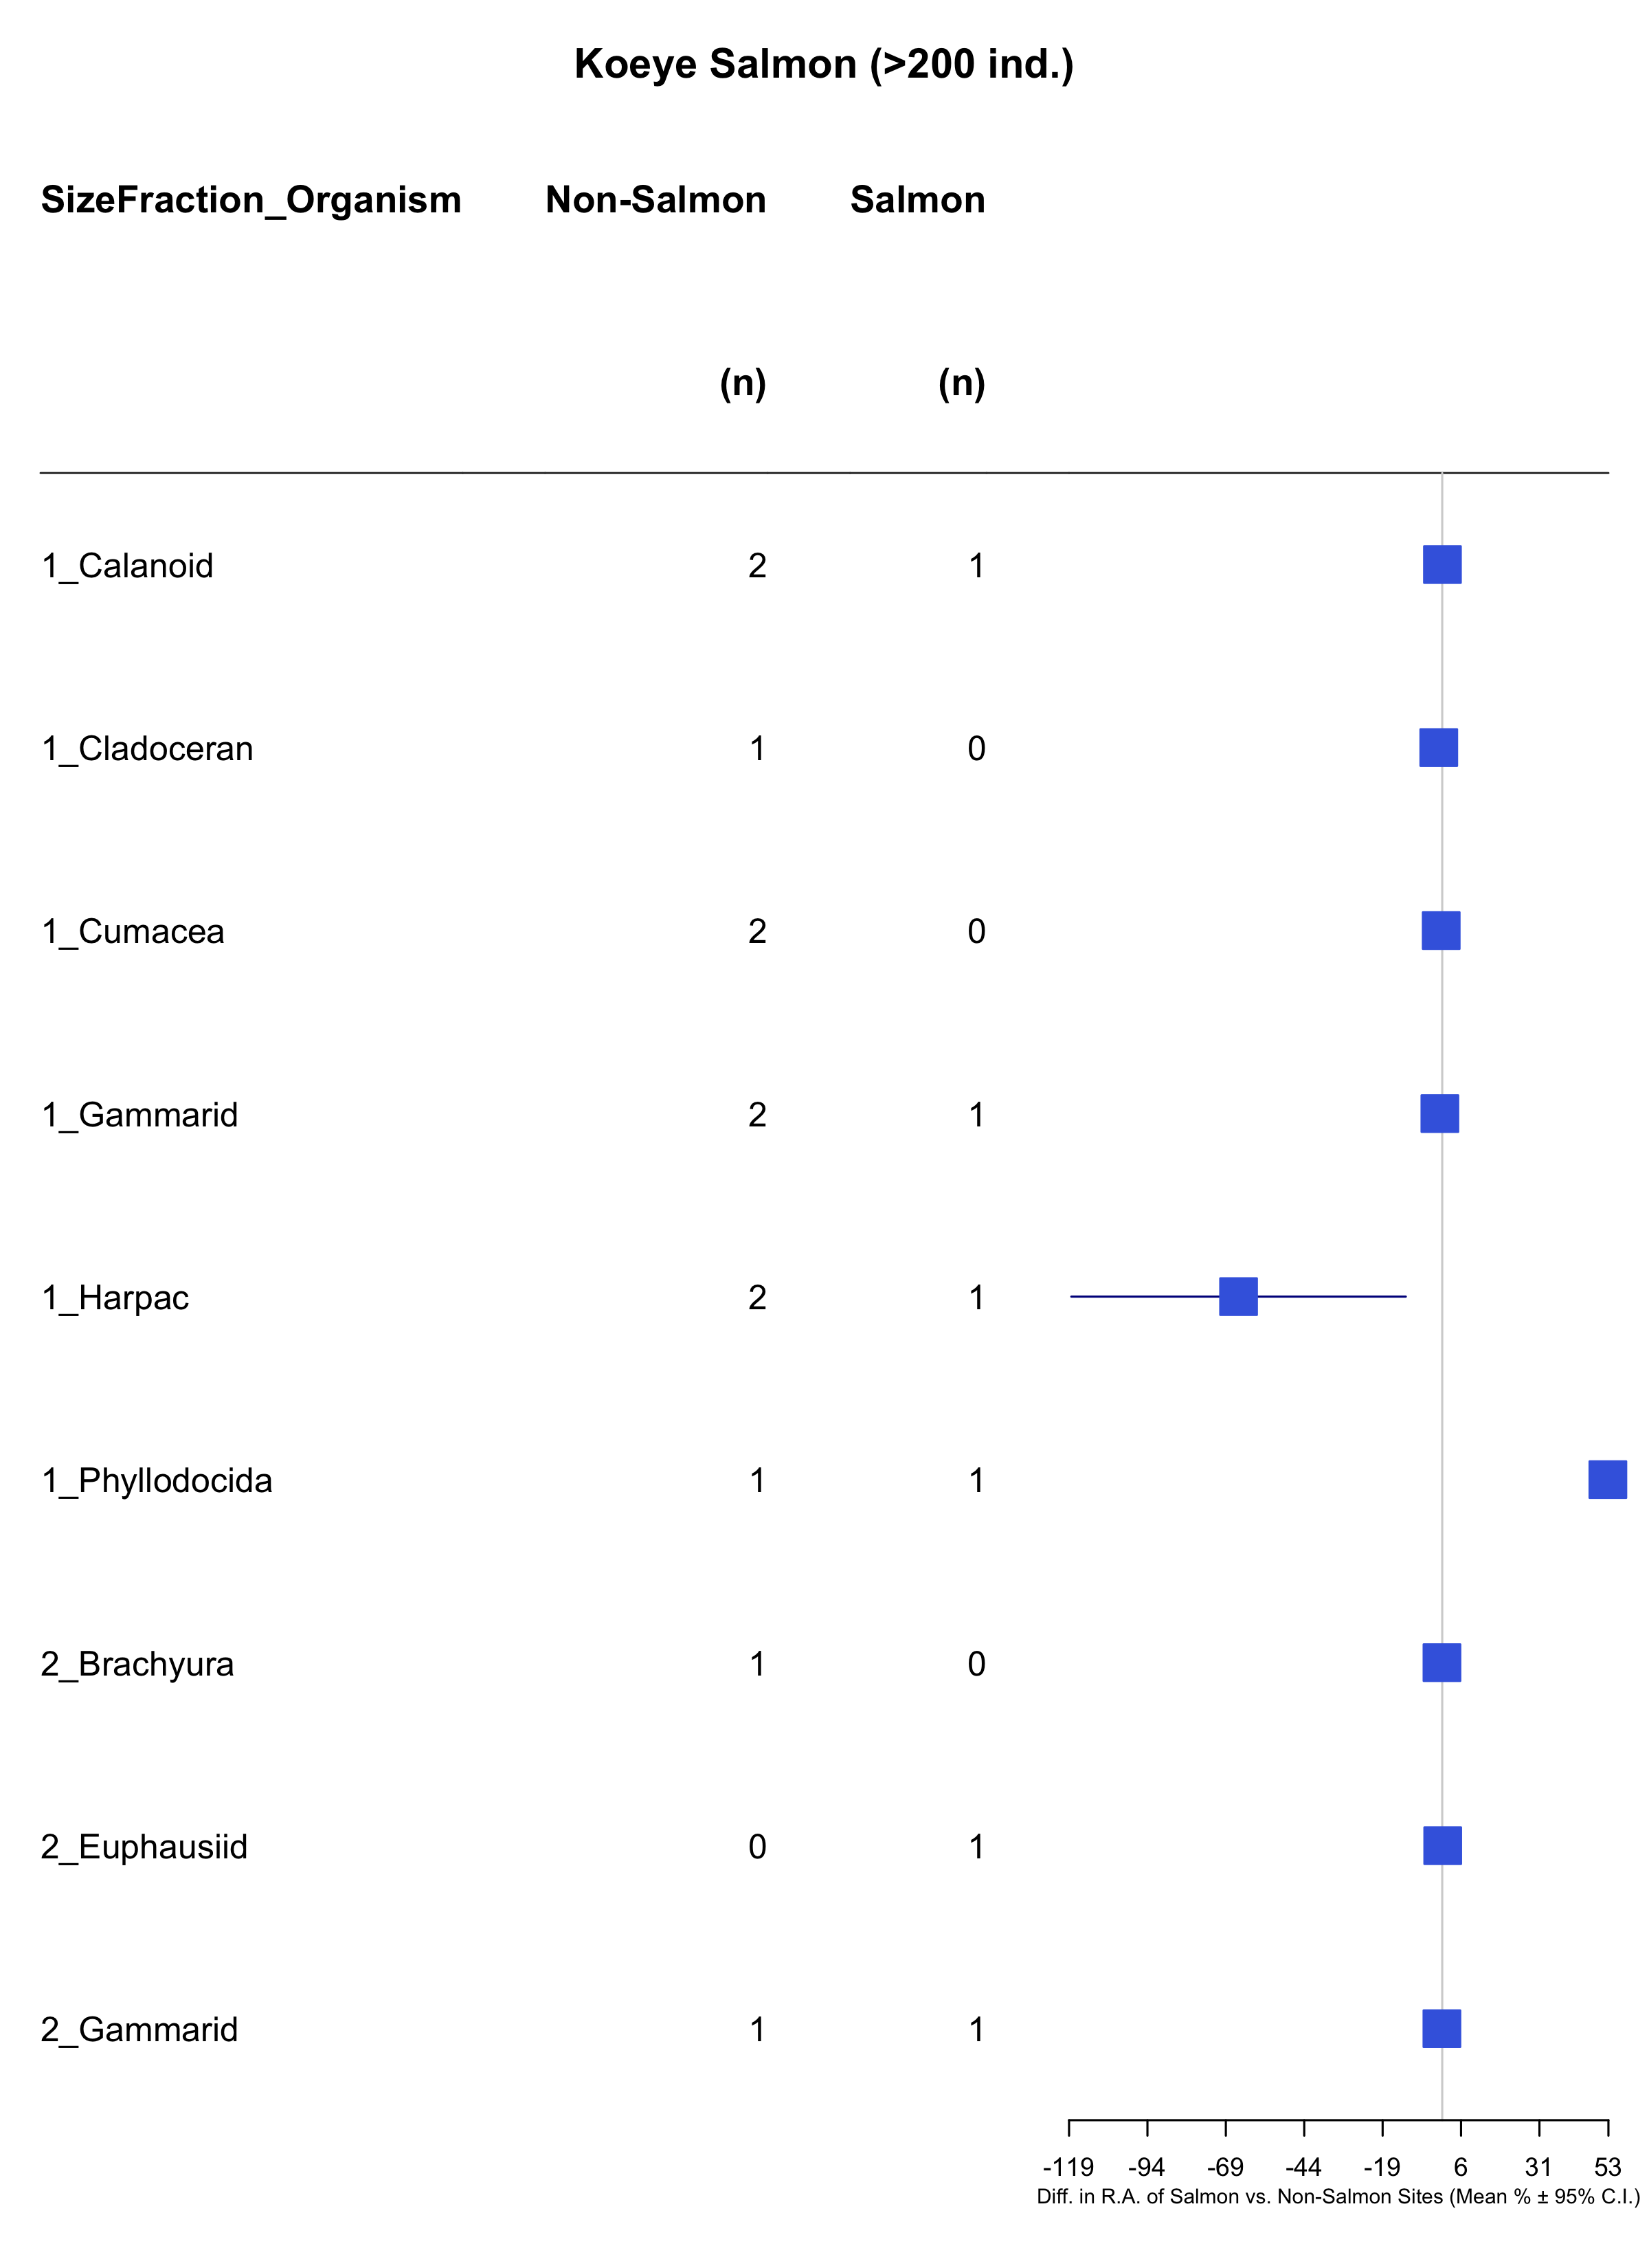 Koeye Salmon (>200 ind.)
SizeFraction_Organism Non-Salmon Salmon
(n) (n)
1_Calanoid 2 1
1_Cladoceran 1 0
1_Cumacea 2 0
1_Gammarid 2 1
1_Harpac 2 1
1_Phyllodocida 1 1
2_Brachyura 1 0
2_Euphausiid 0 1
2_Gammarid 1 1
-119 -94 -69 -44 -19 6 31 53
Diff. in R.A. of Salmon vs. Non-Salmon Sites (Mean % ± 95% C.I.)